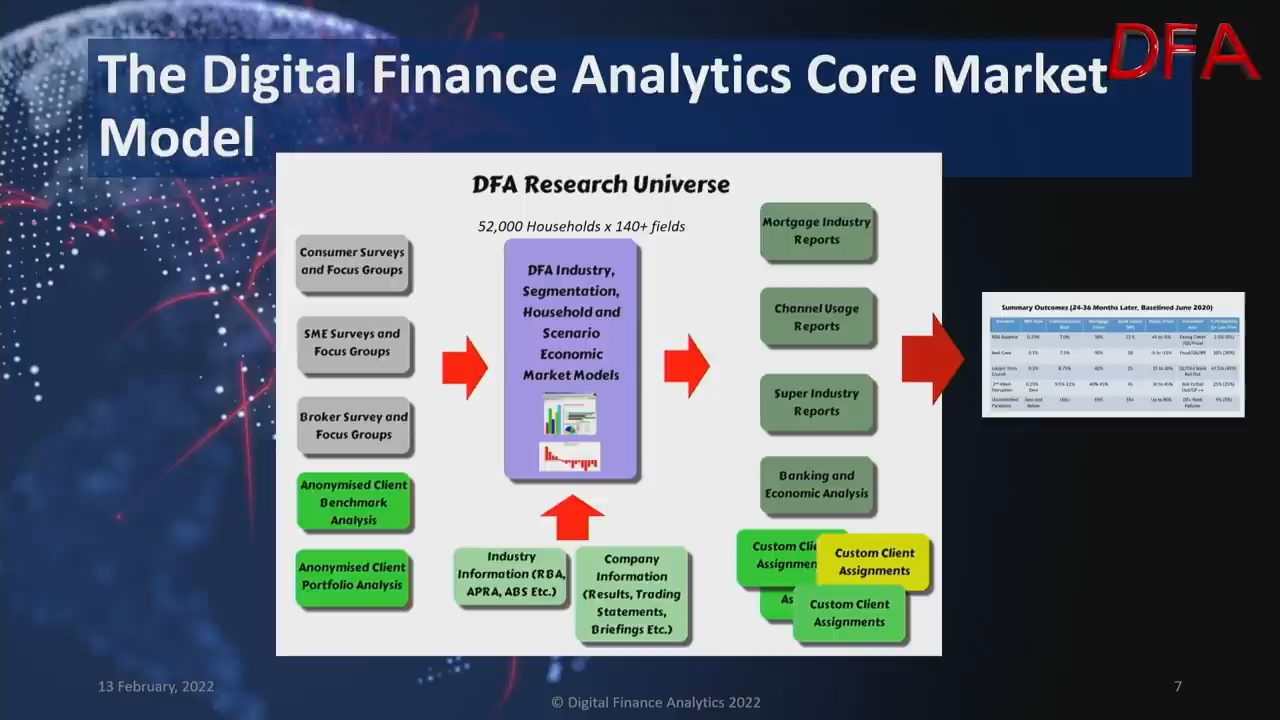 DFA
The Digital Finance Analytics Core Market
Model
DFA Research Universe
52,000 Households x 140+ fields
Consumer Surveys
and Focus Groups
SME Surveys and
Focus Groups
Broker Survey and
Focus Groups
Anonymised Client
Benchmark
Analysis
Anonymised Client
Portfolio Analysis
DFA Industry,
Segmentation,
Household and
Scenario
Economic
Market Models
Industry
Information (RBA,
APRA, ABS Etc.)
Company
Information
(Results, Trading
Statements,
Briefings Etc.)
Mortgage Industry
Reports
Channel Usage
Reports
Super Industry
Reports
Banking and
Economic Analysis
Custom Clie
Assignmen
As
Custom Client
Assignments
Custom Client
Assignments
Summary Outcomes (24-36 Months Later, Baselined June 2020)
13 February, 2022
© Digital Finance Analytics 2022
7